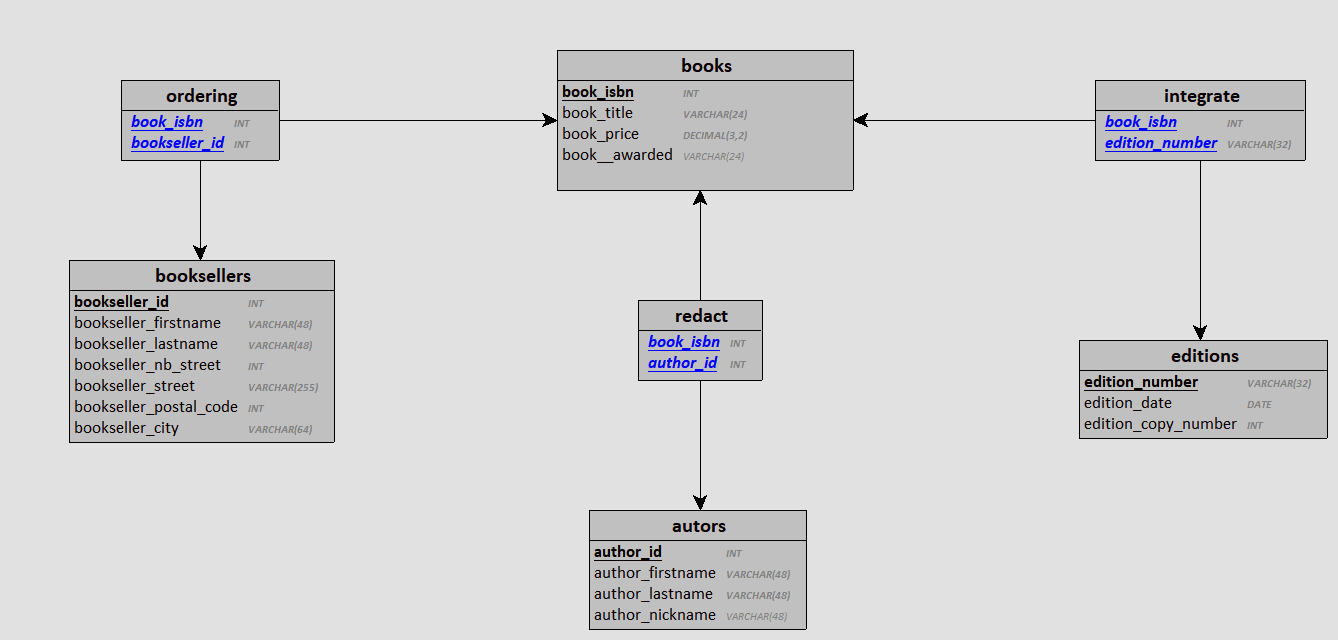 ordering
book_isbn INT
bookseller_id INT
books
book_isbn INT
book_title VARCHAR(24)
book_price DECIMAL(3,2)
book__awarded VARCHAR(24)
integrate
book_isbn INT
edition_number VARCHAR(32)
booksellers
bookseller_id INT
bookseller_firstname VARCHAR(48)
bookseller_lastname VARCHAR(48)
bookseller_nb_street INT
bookseller_street VARCHAR(255)
bookseller_postal_code INT
bookseller_city VARCHAR(64)
redact
book_isbn INT
author_id INT
editions
edition_number VARCHAR(32)
edition_date DATE
edition_copy_number INT
autors
author_id INT
author_firstname VARCHAR(48)
author_lastname VARCHAR(48)
author_nickname VARCHAR(48)